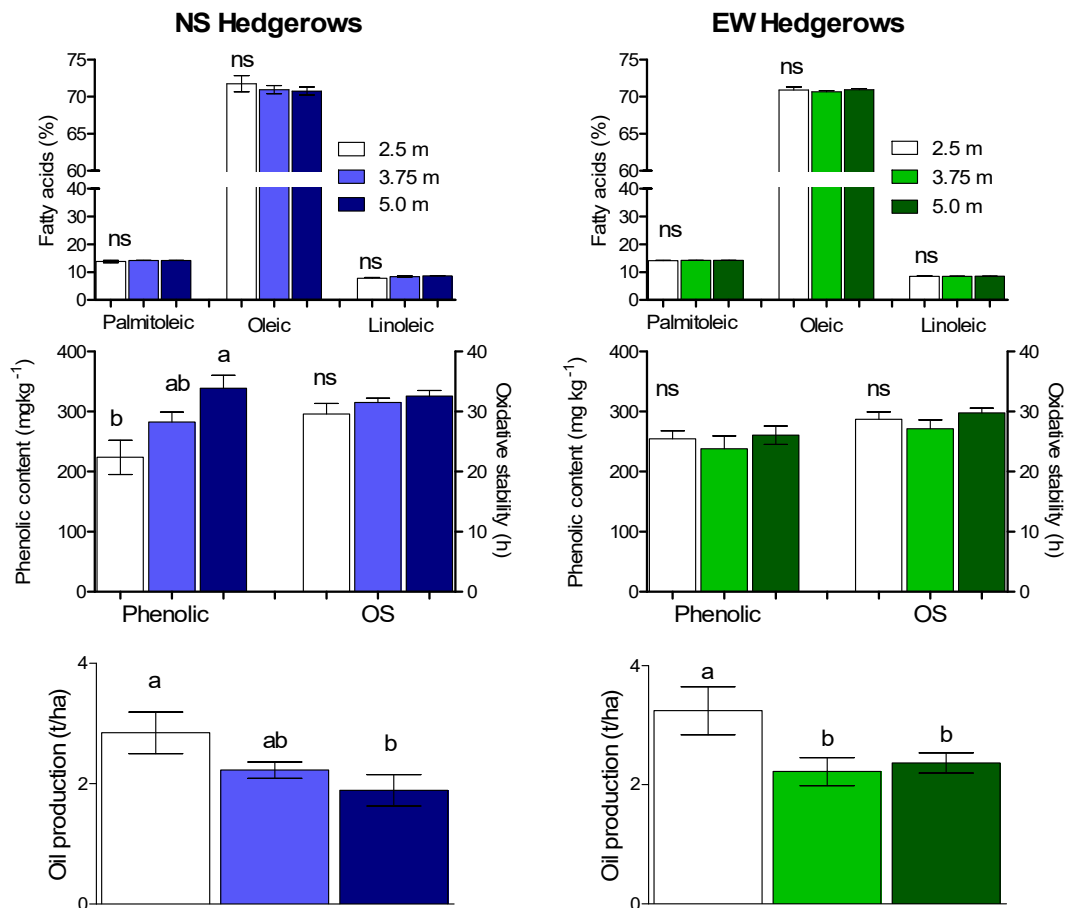 NS Hedgerows
EW Hedgerows
Fatty acids (%)
75
70
65
60
40
30
20
10
0
ns
ns
ns
2.5 m
3.75 m
5.0 m
Palmitoleic
Oleic
Linoleic
Fatty acids (%)
75
70
65
60
40
30
20
10
0
ns
ns
ns
2.5 m
3.75 m
5.0 m
Palmitoleic
Oleic
Linoleic
Phenolic content (mgkg-1)
400
300
200
100
0
b
ab
a
ns
40
30
20
10
0
Oxidative stability (h)
Phenolic
OS
Phenolic content (mg kg-1)
400
300
200
100
0
ns
ns
40
30
20
10
0
Oxidative stability (h)
Phenolic
OS
Oil production (t/ha)
4
2
0
a
ab
b
Oil production (t/ha)
4
2
0
a
b
b